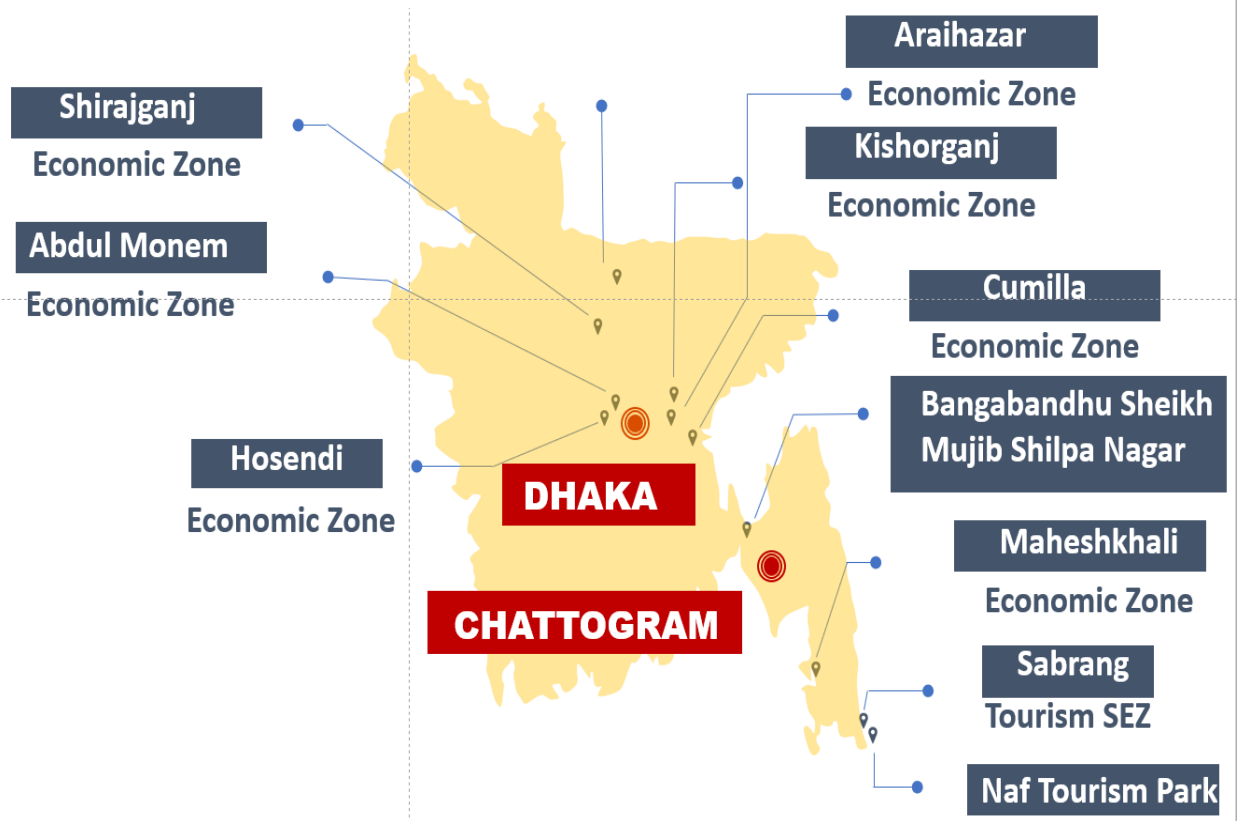 Araihazar
Economic Zone
Shirajganj
Economic Zone
Kishorganj
Economic Zone
Abdul Monem
Economic Zone
Cumilla
Economic Zone
Bangabandhu Sheikh
Mujib Shilpa Nagar
Hosendi
Economic Zone
DHAKA
Maheshkhali
Economic Zone
CHATTOGRAM
Sabrang
Tourism SEZ
Naf Tourism Park